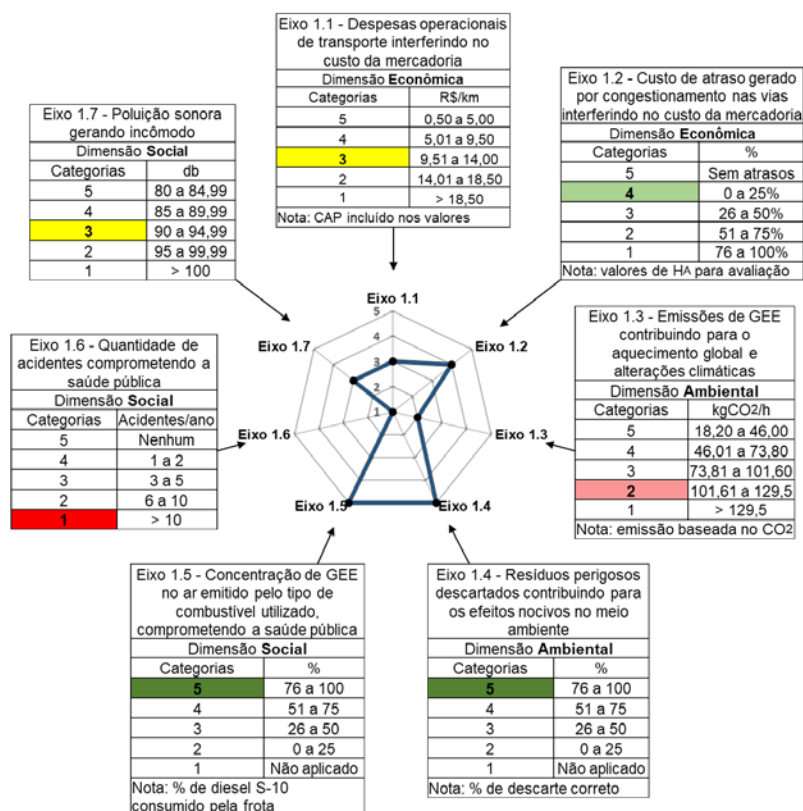 Eixo 1.1 - Despesas operacionais
de transporte interferindo no
custo da mercadoria
Dimensão Econômica
Categorias R$/km
5 0,50 a 5,00
4 5,01 a 9,50
3 9,51 a 14,00
2 14,01 a 18,50
1 > 18,50
Nota: CAP incluído nos valores
Eixo 1.2 - Custo de atraso gerado
por congestionamento nas vias
interferindo no custo da mercadoria
Dimensão Econômica
Categorias %
5 Sem atrasos
4 0 a 25%
3 26 a 50%
2 51 a 75%
1 76 a 100%
Nota: valores de HA para avaliação
Eixo 1.7 - Poluição sonora
gerando incômodo
Dimensão Social
Categorias db
5 80 a 84,99
4 85 a 89,99
3 90 a 94,99
2 95 a 99,99
1 > 100
Eixo 1.1
Eixo 1.2
Eixo 1.3
Eixo 1.4
Eixo 1.5
Eixo 1.6
Eixo 1.7
5
4
3
2
1
Eixo 1.3 - Emissões de GEE
contribuindo para o
aquecimento global e
alterações climáticas
Dimensão Ambiental
Categorias kgCO2/h
5 18,20 a 46,00
4 46,01 a 73,80
3 73,81 a 101,60
2 101,61 a 129,5
1 > 129,5
Nota: emissão baseada no CO2
Eixo 1.6 - Quantidade de
acidentes comprometendo a
saúde pública
Dimensão Social
Categorias Acidentes/ano
5 Nenhum
4 1 a 2
3 3 a 5
2 6 a 10
1 > 10
Eixo 1.5 - Concentração de GEE
no ar emitido pelo tipo de
combustível utilizado,
comprometendo a saúde pública
Dimensão Social
Categorias %
5 76 a 100
4 51 a 75
3 26 a 50
2 0 a 25
1 Não aplicado
Nota: % de diesel S-10
consumido pela frota
Eixo 1.4 - Resíduos perigosos
descartados contribuindo para
os efeitos nocivos no meio
ambiente
Dimensão Ambiental
Categorias %
5 76 a 100
4 51 a 75
3 26 a 50
2 0 a 25
1 Não aplicado
Nota: % de descarte correto